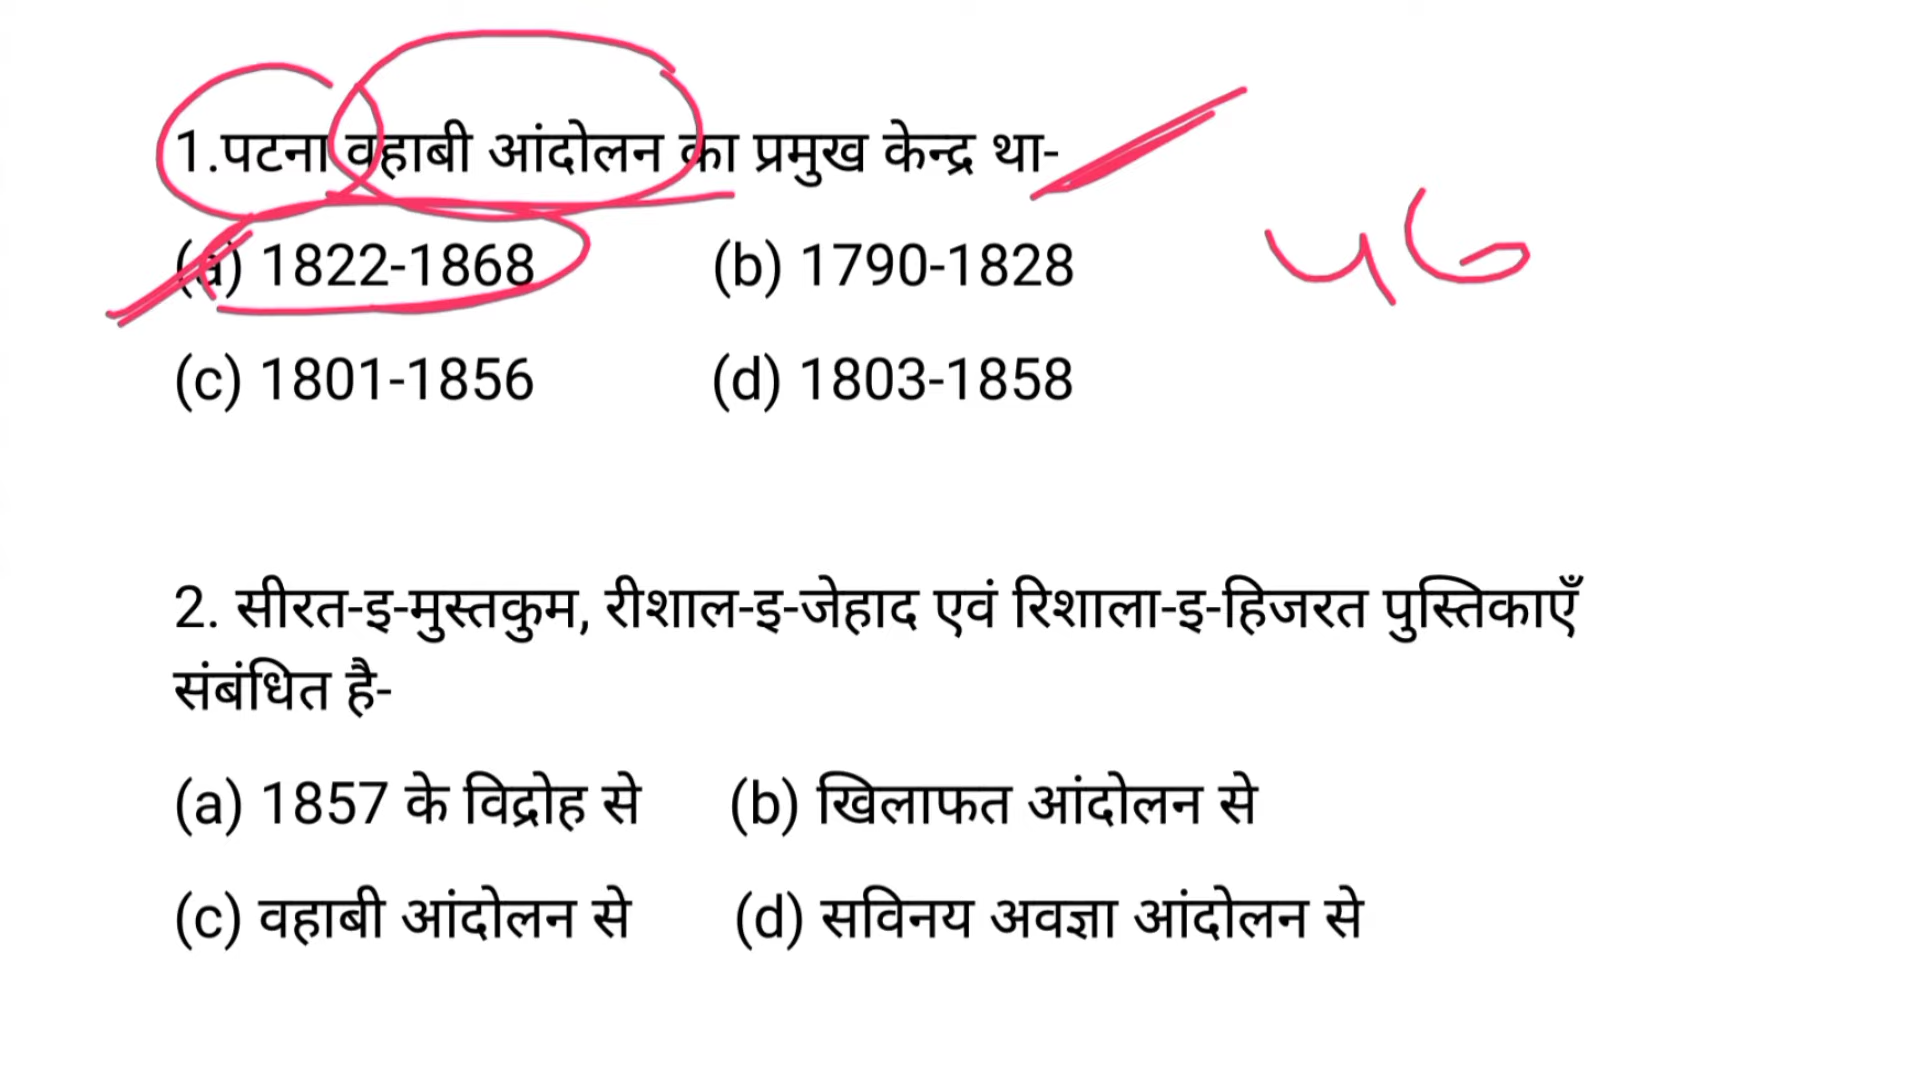 1.पटना वहाबी आंदोलन का प्रमुख केन्द्र था-
(a) 1822-1868 (b) 1790-1828
46
(c) 1801-1856 (d) 1803-1858
2. सीरत-इ-मुस्तकुम, रीशाल-इ-जेहाद एवं रिशाला-इ-हिजरत पुस्तिकाएँ
संबंधित है-
(a) 1857 के विद्रोह से (b) खिलाफत आंदोलन से
(c) वहाबी आंदोलन से (d) सविनय अवज्ञा आंदोलन से